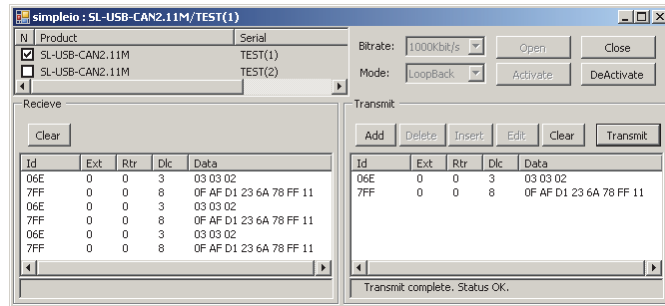 simpleio : SL-USB-CAN2.11M/TEST(1)
N Product Serial
SL-USB-CAN2.11M TEST(1)
SL-USB-CAN2.11M TEST(2)
Bitrate: 1000Kbit/s Open Close
Mode: LoopBack Activate DeActivate
Recieve
Clear
Id Ext Rtr Dlc Data
06E 0 0 3 03 03 02
7FF 0 0 8 0F AF D1 23 6A 78 FF 11
06E 0 0 3 03 03 02
7FF 0 0 8 0F AF D1 23 6A 78 FF 11
06E 0 0 3 03 03 02
7FF 0 0 8 0F AF D1 23 6A 78 FF 11
Transmit
Add Delete Insert Edit Clear Transmit
Id Ext Rtr Dlc Data
06E 0 0 3 03 03 02
7FF 0 0 8 0F AF D1 23 6A 78 FF 11
Transmit complete. Status OK.